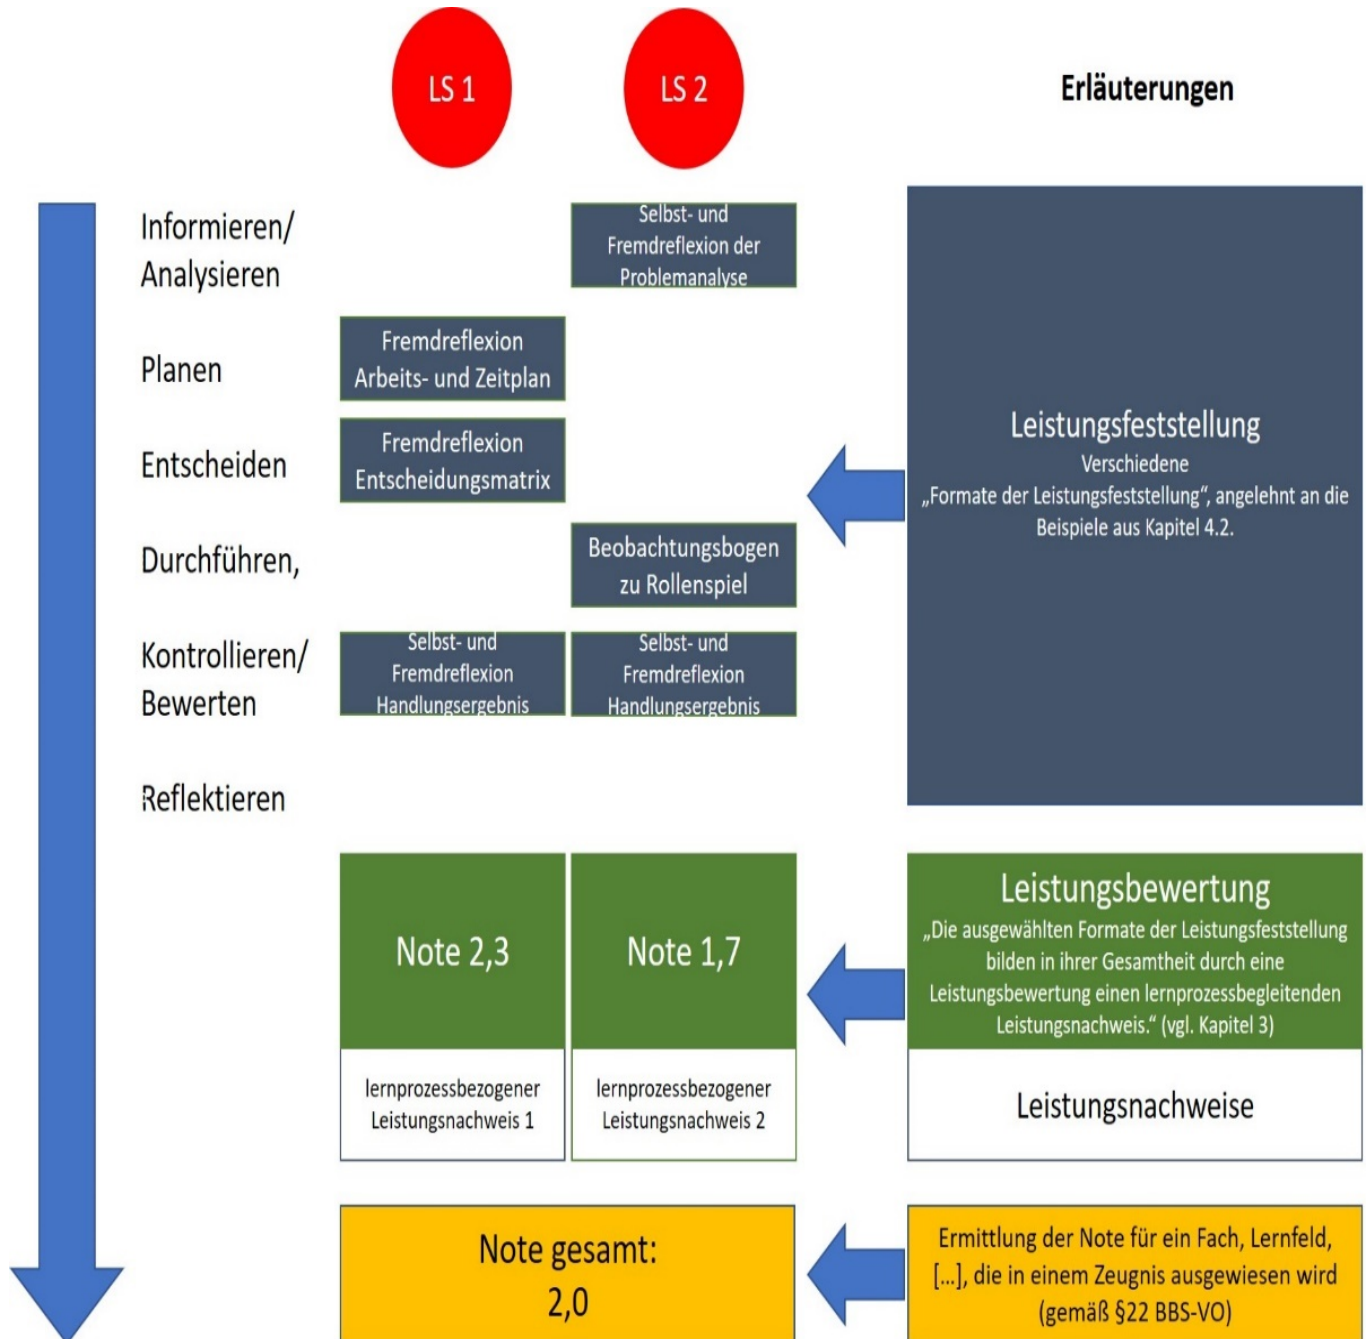 LS 1
LS 2
Erläuterungen
Informieren/
Analysieren
Selbst- und
Fremdreflexion der
Problemanalyse
Planen
Fremdreflexion
Arbeits- und Zeitplan
Entscheiden
Fremdreflexion
Entscheidungsmatrix
Durchführen,
Beobachtungsbogen
zu Rollenspiel
Kontrollieren/
Bewerten
Selbst- und
Fremdreflexion
Handlungsergebnis
Selbst- und
Fremdreflexion
Handlungsergebnis
Reflektieren
Leistungsfeststellung
Verschiedene
„Formate der Leistungsfeststellung“, angelehnt an die
Beispiele aus Kapitel 4.2.
Note 2,3
Note 1,7
Leistungsbewertung
„Die ausgewählten Formate der Leistungsfeststellung
bilden in ihrer Gesamtheit durch eine
Leistungsbewertung einen lernprozessbegleitenden
Leistungsnachweis.“ (vgl. Kapitel 3)
lernprozessbezogener
Leistungsnachweis 1
lernprozessbezogener
Leistungsnachweis 2
Leistungsnachweise
Note gesamt:
2,0
Ermittlung der Note für ein Fach, Lernfeld,
[...], die in einem Zeugnis ausgewiesen wird
(gemäß §22 BBS-VO)